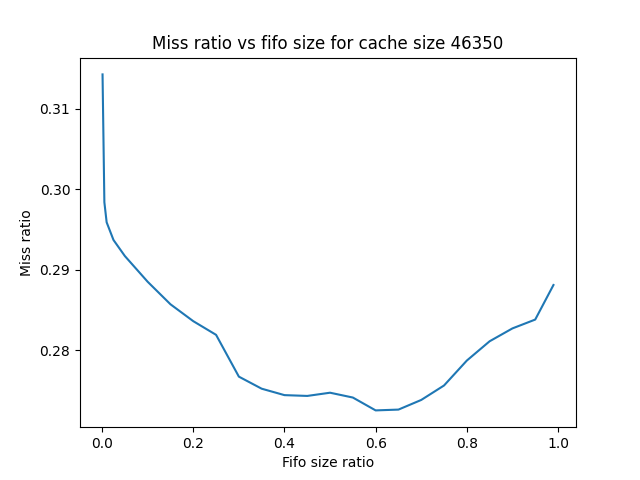 Miss ratio vs fifo size for cache size 46350
0.31
0.30
0.29
0.28
Miss ratio
0.0 0.2 0.4 0.6 0.8 1.0
Fifo size ratio